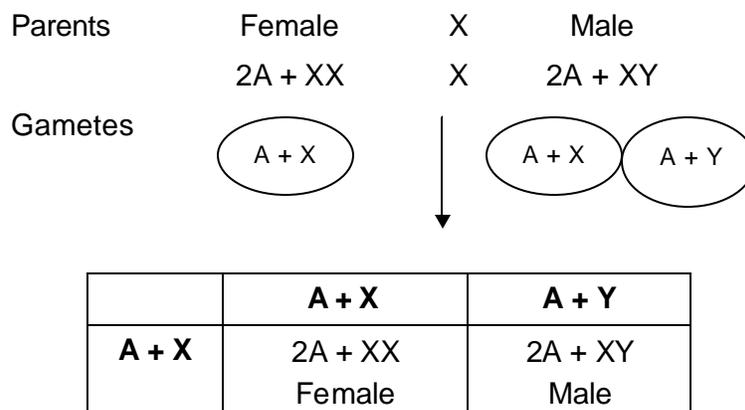 Parents Female X Male
2A + XX X 2A + XY
Gametes
A + X A + X A + Y
A + X A + Y
A + X 2A + XX 2A + XY
Female Male